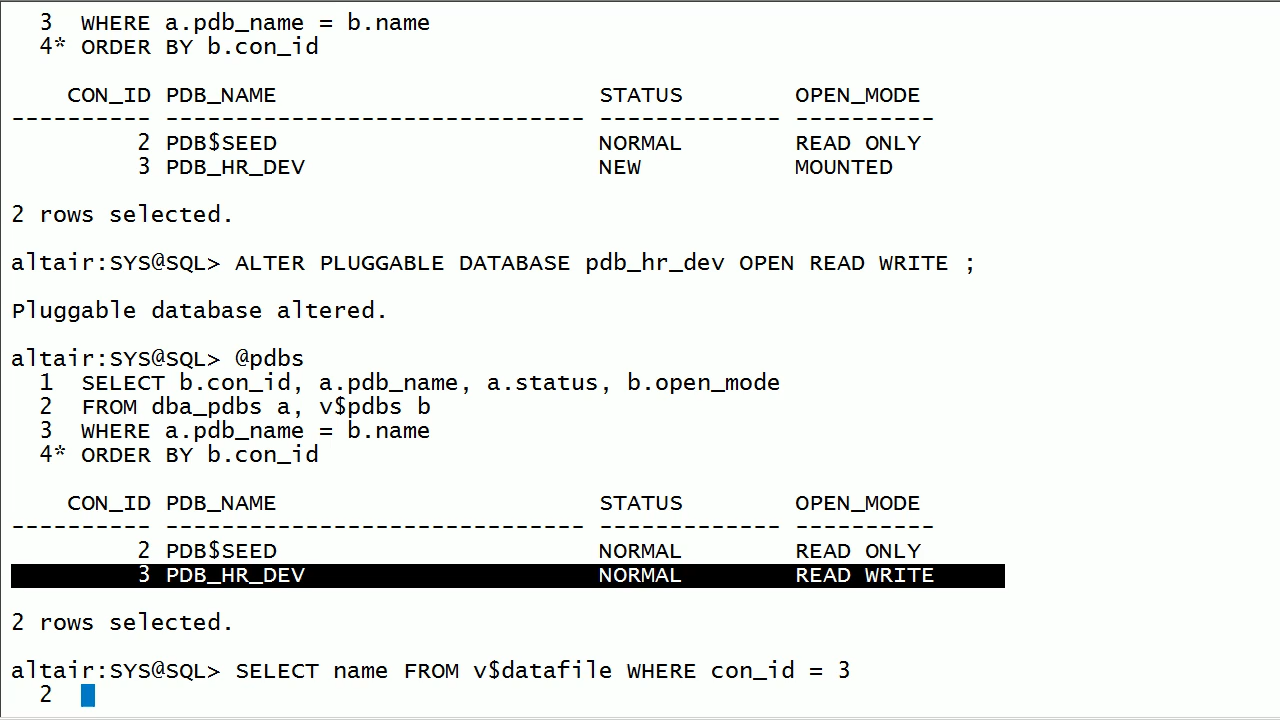 3  WHERE a.pdb_name = b.name
  4* ORDER BY b.con_id
    CON_ID PDB_NAME                       STATUS        OPEN_MODE
---------- ------------------------------ ------------- ----------
         2 PDB$SEED                       NORMAL        READ ONLY
         3 PDB_HR_DEV                     NEW           MOUNTED
2 rows selected.
altair:SYS@SQL> ALTER PLUGGABLE DATABASE pdb_hr_dev OPEN READ WRITE ;
Pluggable database altered.
altair:SYS@SQL> @pdbs
  1  SELECT b.con_id, a.pdb_name, a.status, b.open_mode
  2  FROM dba_pdbs a, v$pdbs b
  3  WHERE a.pdb_name = b.name
  4* ORDER BY b.con_id
    CON_ID PDB_NAME                       STATUS        OPEN_MODE
---------- ------------------------------ ------------- ----------
         2 PDB$SEED                       NORMAL        READ ONLY
         3 PDB_HR_DEV                     NORMAL        READ WRITE
2 rows selected.
altair:SYS@SQL> SELECT name FROM v$datafile WHERE con_id = 3
  2